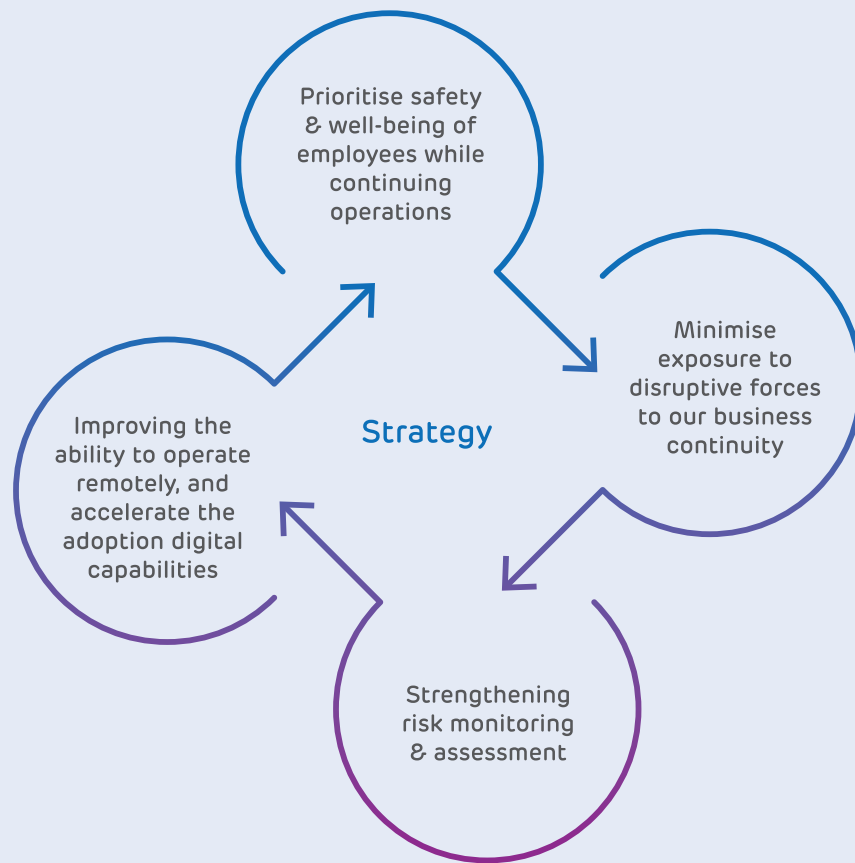 Prioritise safety
& well-being of
employees while
continuing
operations
Minimise
exposure to
disruptive forces
to our business
continuity
Strategy
Improving the
ability to operate
remotely, and
accelerate the
adoption digital
capabilities
Strengthening
risk monitoring
& assessment